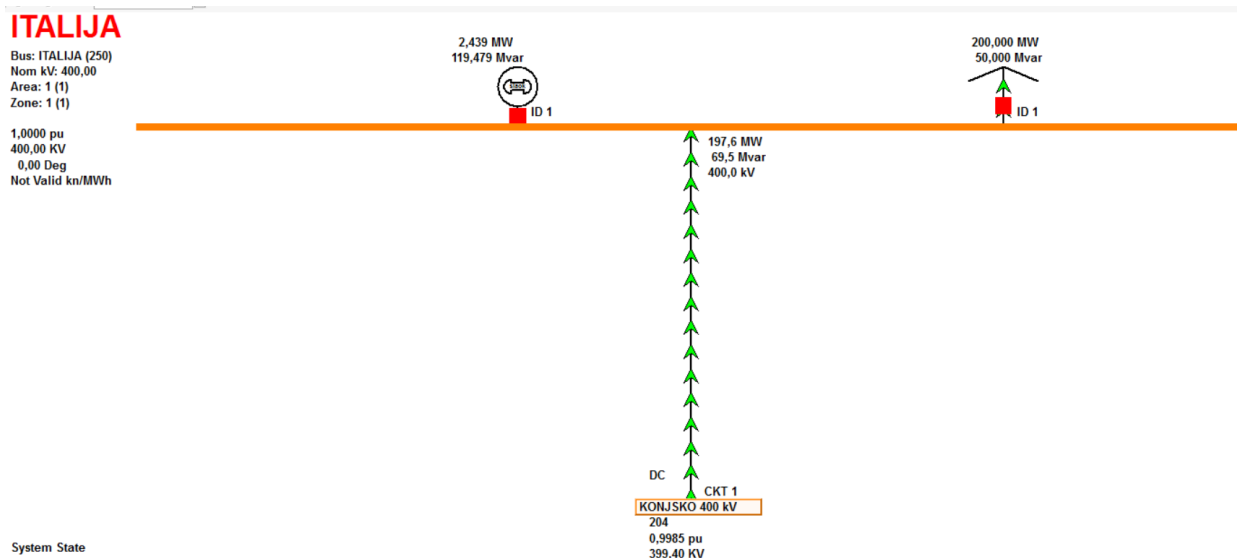 ITALIJA
Bus: ITALIJA (250)
Nom kV: 400,00
Area: 1 (1)
Zone: 1 (1)
1,0000 pu
400,00 KV
0,00 Deg
Not Valid kn/MWh
2,439 MW
119,479 Mvar
ID 1
200,000 MW
50,000 Mvar
ID 1
197,6 MW
69,5 Mvar
400,0 kV
DC
CKT 1
KONJSKO 400 kV
204
0,9985 pu
399,40 KV
System State